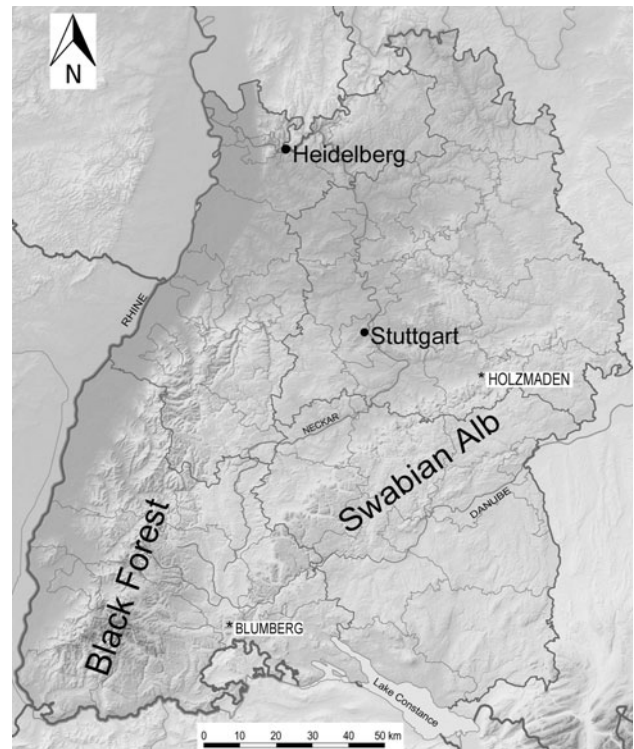 N
Heidelberg
RHINE
Stuttgart
* HOLZMADEN
NECKAR
Swabian Alb
DANUBE
Black Forest
* BLUMBERG
Lake Constance
0 10 20 30 40 50 km